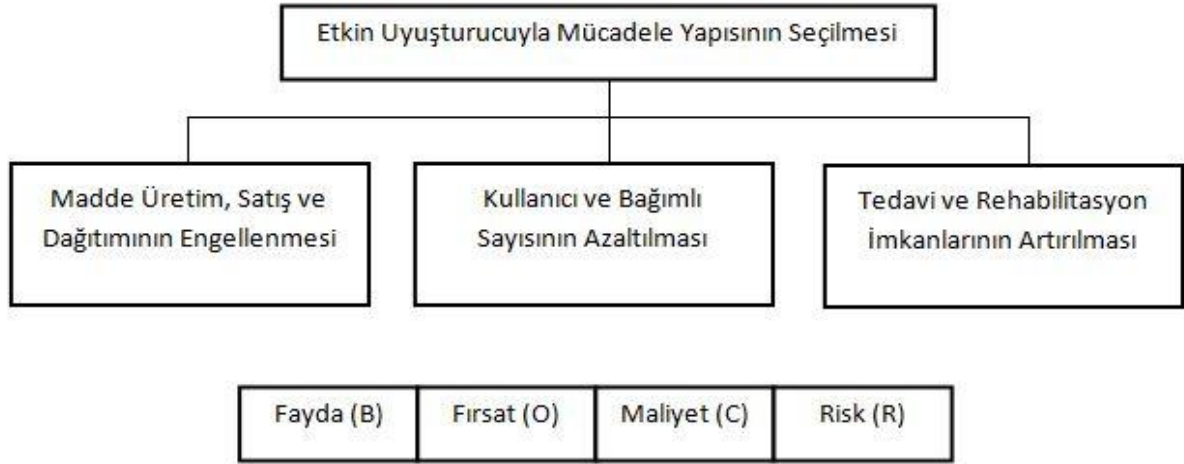 Etkin Uyuşturucuyla Mücadele Yapısının Seçilmesi
Madde Üretim, Satış ve
Dağıtımının Engellenmesi
Kullanıcı ve Bağımlı
Sayısının Azaltılması
Tedavi ve Rehabilitasyon
İmkanlarının Artırılması
Fayda (B)
Fırsat (O)
Maliyet (C)
Risk (R)